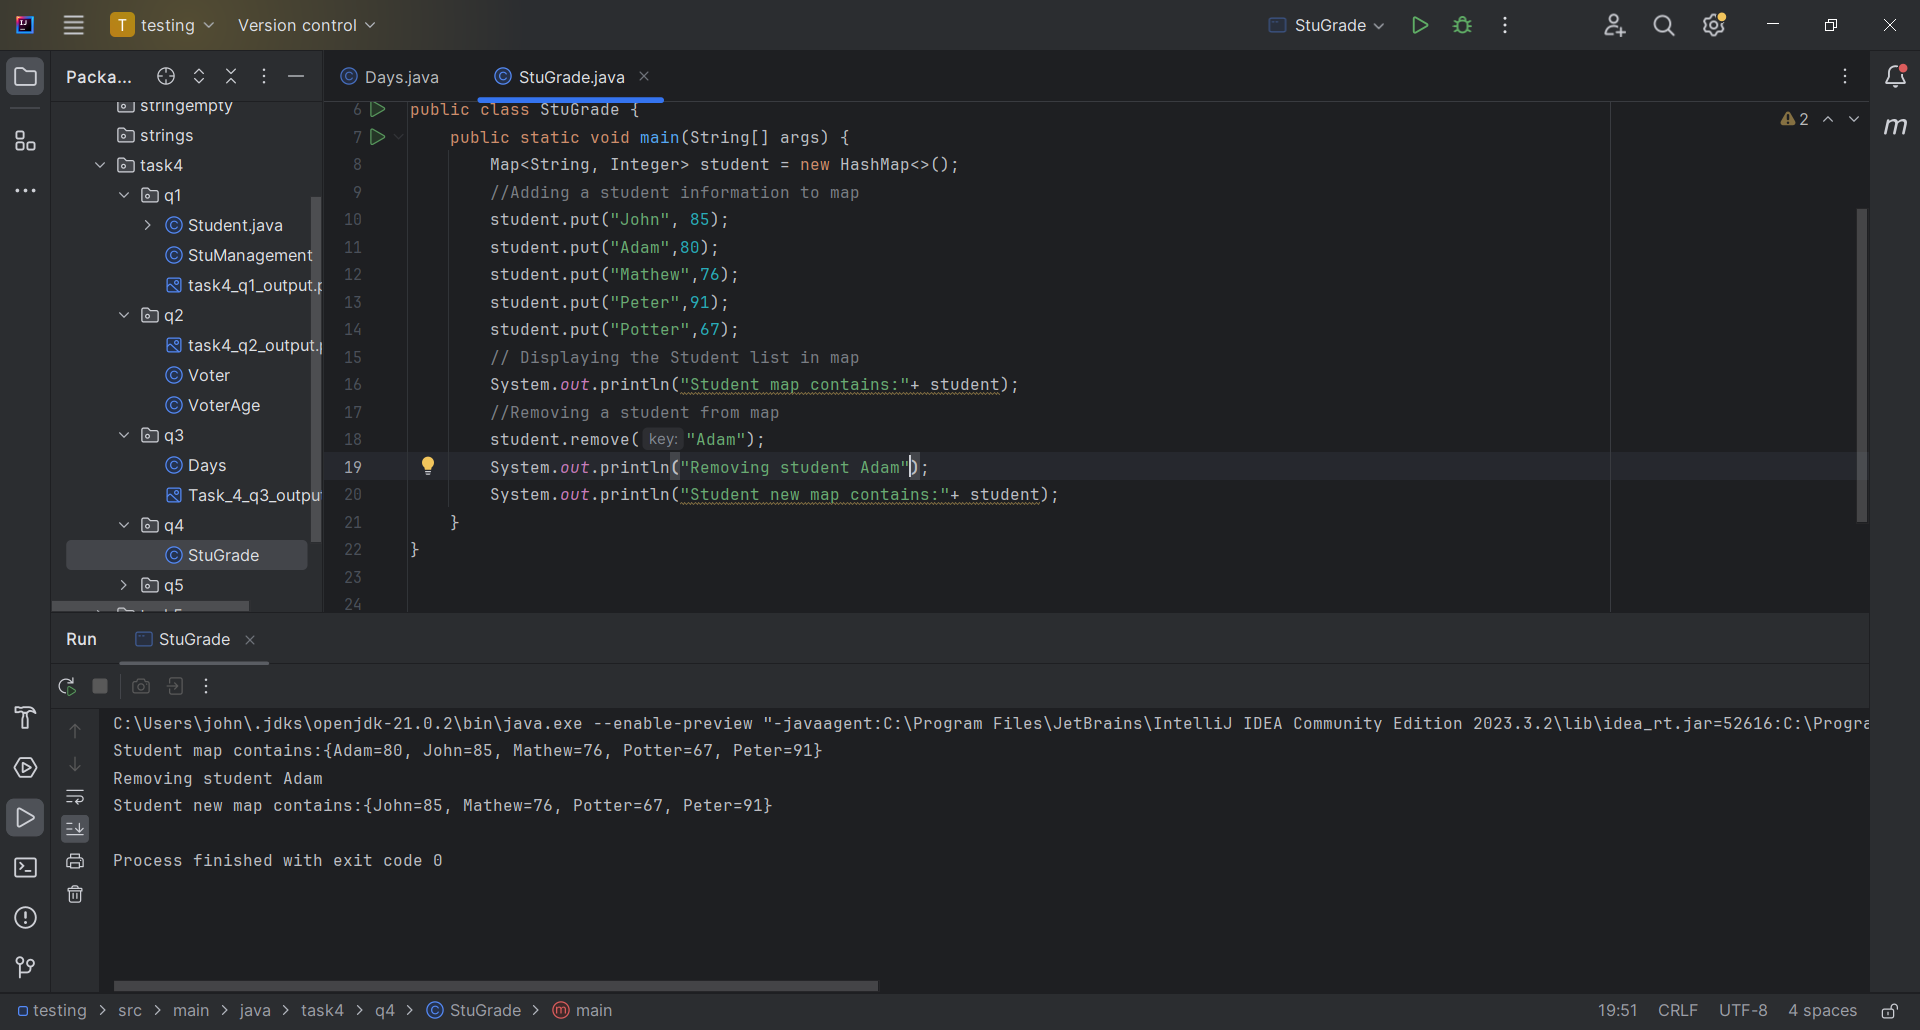 T testing Version control StuGrade
Packa... Days.java StuGrade.java
stringempty
strings
task4
q1
Student.java
StuManagement
task4_q1_output.p
q2
task4_q2_output.p
Voter
VoterAge
q3
Days
Task_4_q3_outpu
q4
StuGrade
q5
6 public class StuGrade {
7 public static void main(String[] args) {
8 Map<String, Integer> student = new HashMap<>();
9 //Adding a student information to map
10 student.put("John", 85);
11 student.put("Adam",80);
12 student.put("Mathew",76);
13 student.put("Peter",91);
14 student.put("Potter",67);
15 // Displaying the Student list in map
16 System.out.println("Student map contains:"+ student);
17 //Removing a student from map
18 student.remove( key: "Adam");
19 System.out.println("Removing student Adam");
20 System.out.println("Student new map contains:"+ student);
21 }
22 }
23
24
2
m
Run StuGrade
C:\Users\john\.jdks\openjdk-21.0.2\bin\java.exe --enable-preview "-javaagent:C:\Program Files\JetBrains\IntelliJ IDEA Community Edition 2023.3.2\lib\idea_rt.jar=52616:C:\Progra
Student map contains:{Adam=80, John=85, Mathew=76, Potter=67, Peter=91}
Removing student Adam
Student new map contains:{John=85, Mathew=76, Potter=67, Peter=91}
Process finished with exit code 0
testing > src > main > java > task4 > q4 > StuGrade > main 19:51 CRLF UTF-8 4 spaces